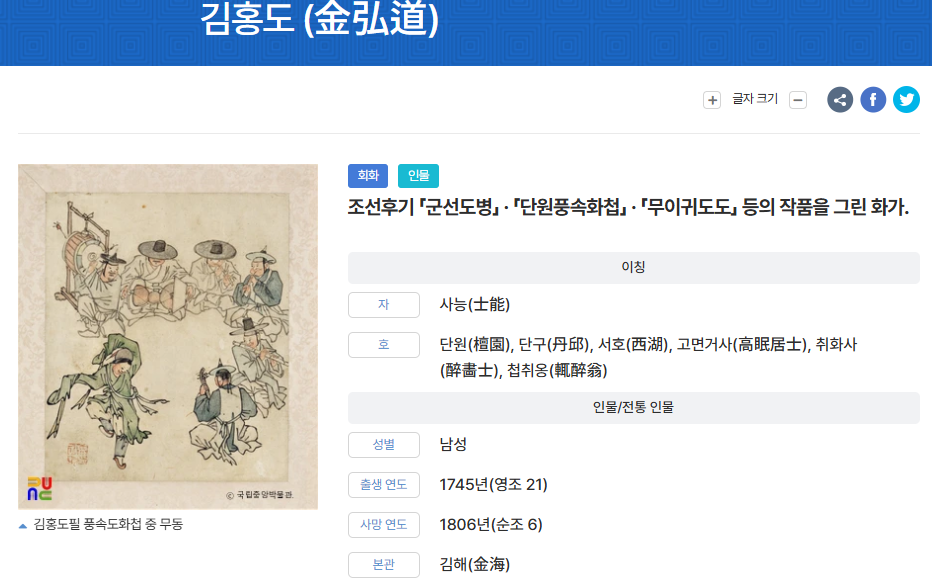 김홍도 (金弘道)
글자 크기
회화 인물
조선후기 「군선도병」·「단원풍속화첩」·「무이귀도도」 등의 작품을 그린 화가.
이칭
자 사능(士能)
호 단원(檀園), 단구(丹邱), 서호(西湖), 고면거사(高眠居士), 취화사
(醉畵士), 첩취옹(輒醉翁)
인물/전통 인물
성별 남성
출생 연도 1745년(영조 21)
사망 연도 1806년(순조 6)
본관 김해(金海)
© 국립중앙박물관
김홍도필 풍속도화첩 중 무동